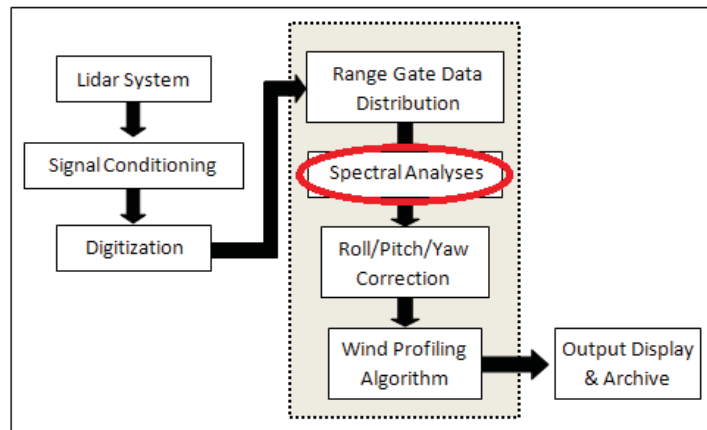 Lidar System
Signal Conditioning
Digitization
Range Gate Data
Distribution
Spectral Analyses
Roll/Pitch/Yaw
Correction
Wind Profiling
Algorithm
Output Display
& Archive